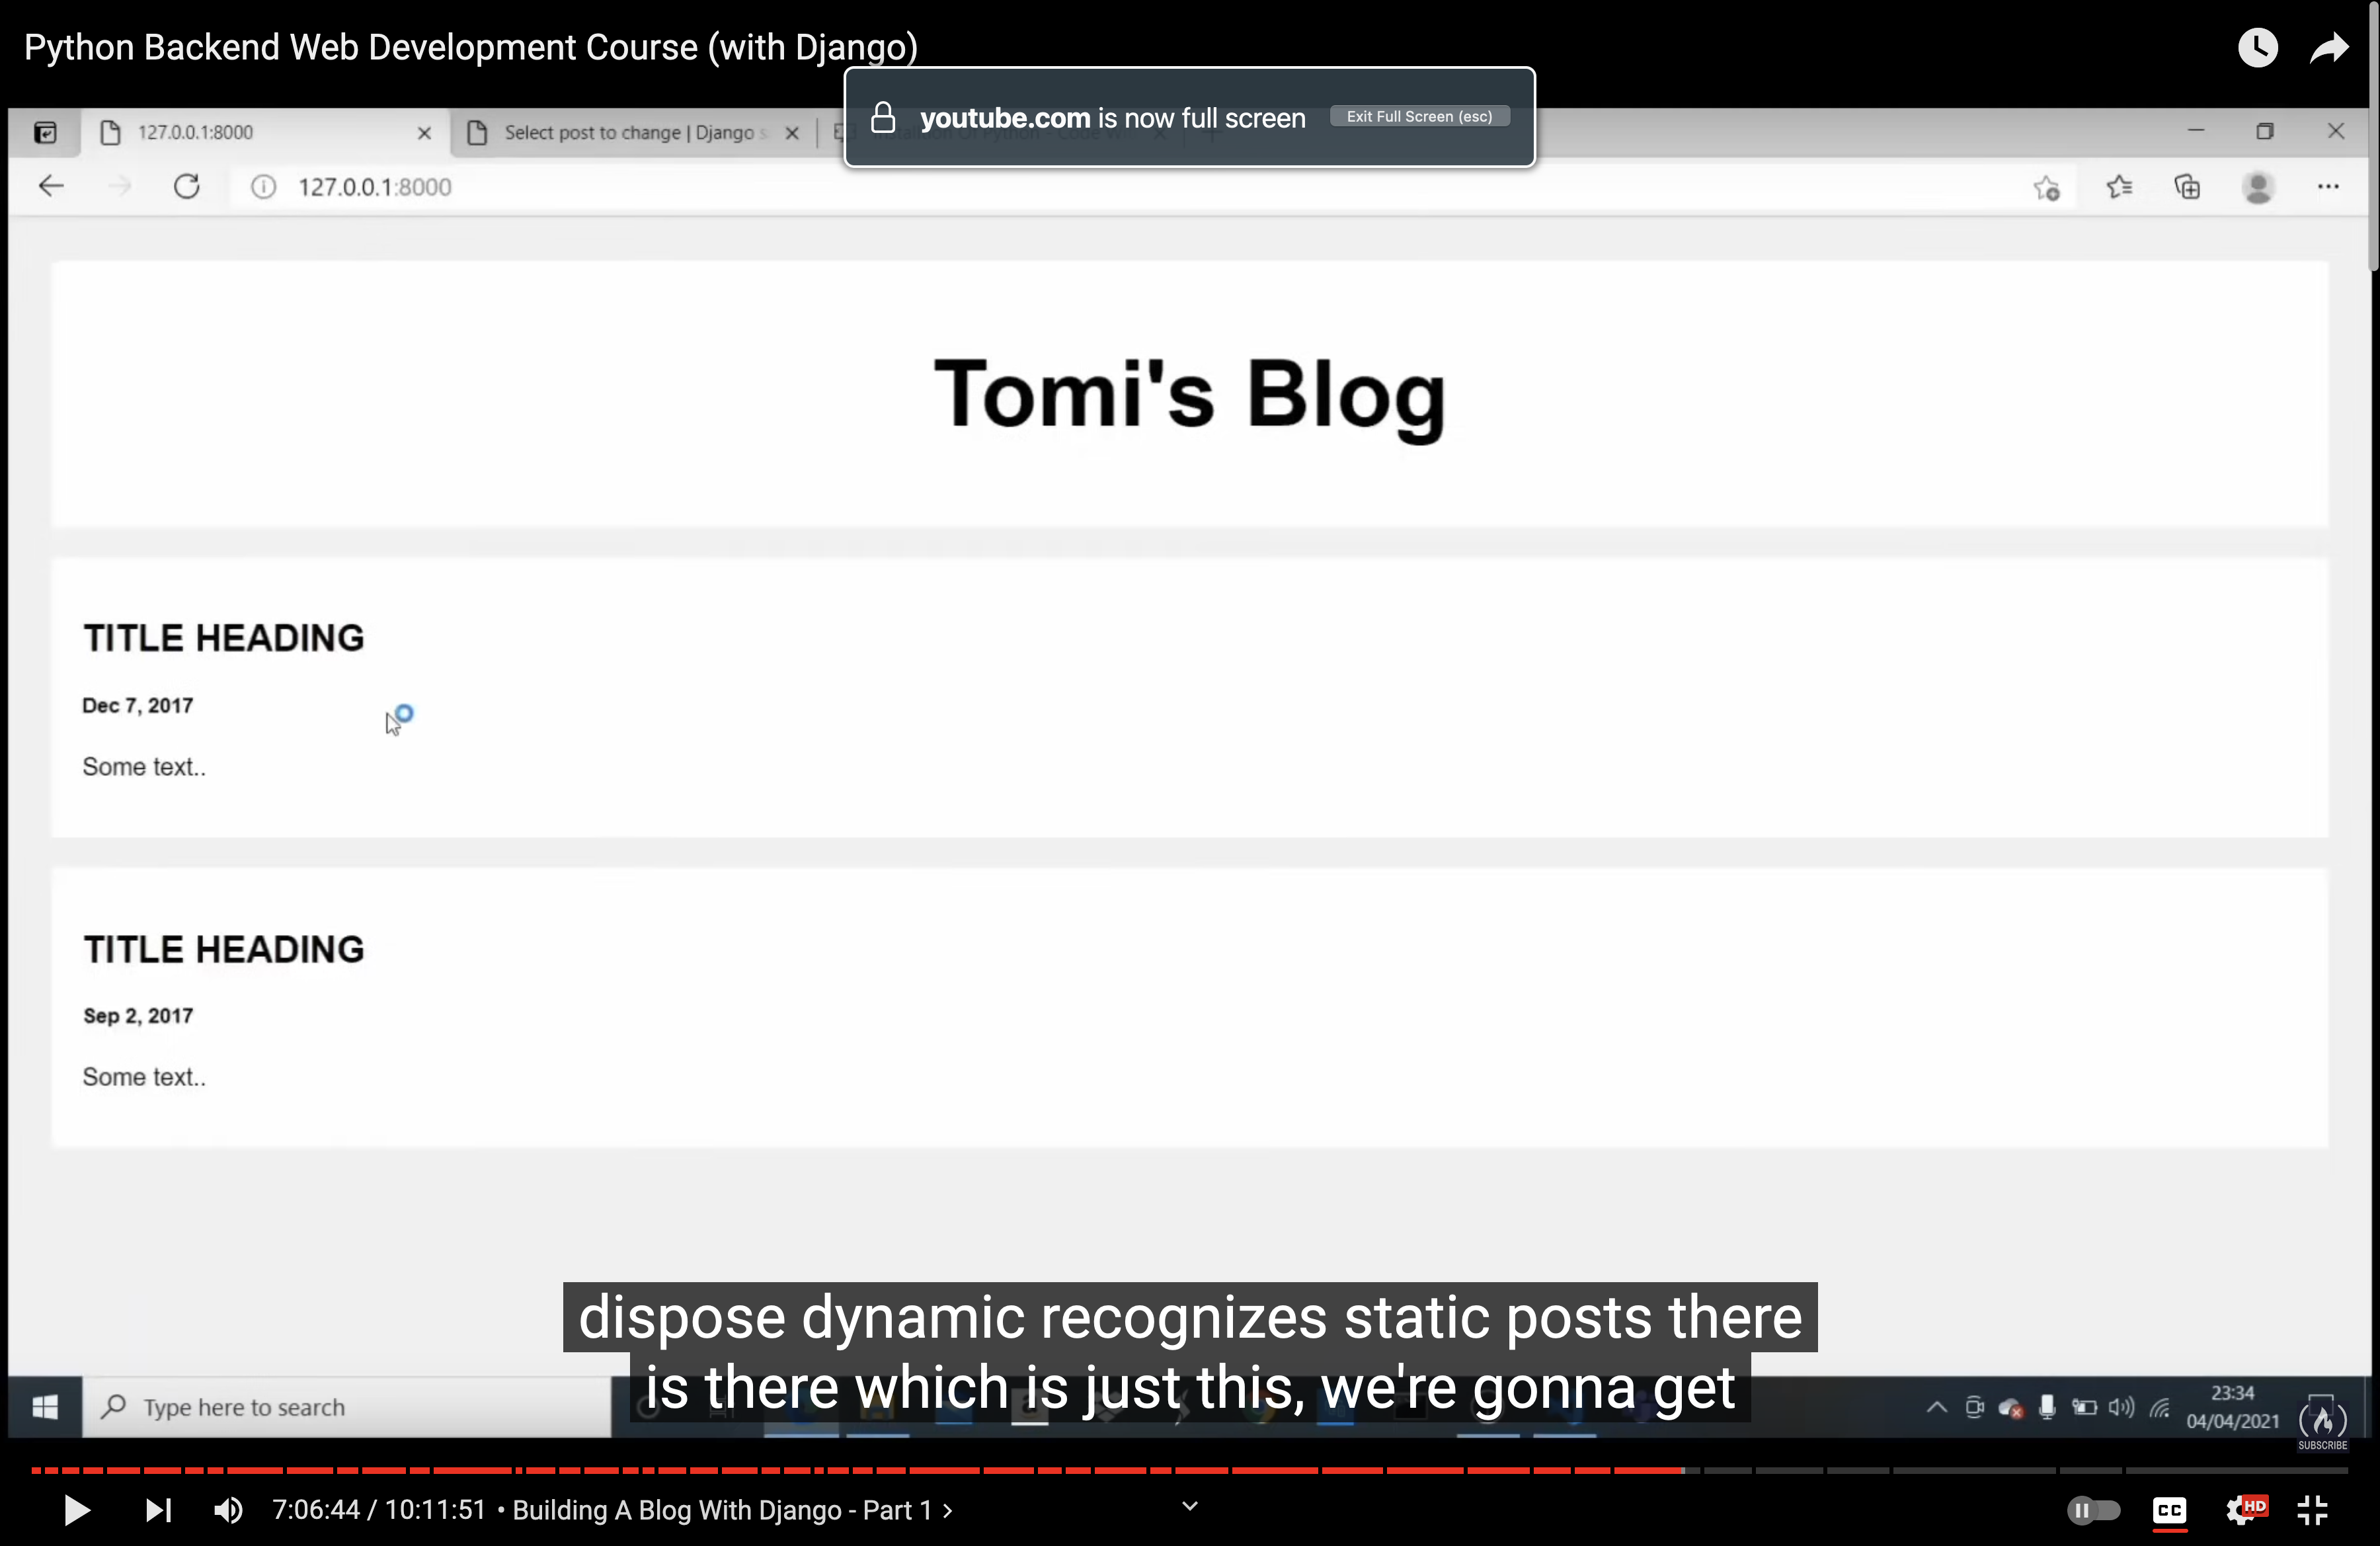 Python Backend Web Development Course (with Django)
youtube.com is now full screen Exit Full Screen (esc)
127.0.0.1:8000
Select post to change | Django s
127.0.0.1:8000
Tomi's Blog
TITLE HEADING
Dec 7, 2017
Some text..
TITLE HEADING
Sep 2, 2017
Some text..
dispose dynamic recognizes static posts there
is there which is just this, we're gonna get
Type here to search
23:34
04/04/2021
SUBSCRIBE
7:06:44 / 10:11:51 • Building A Blog With Django - Part 1 >
CC
HD